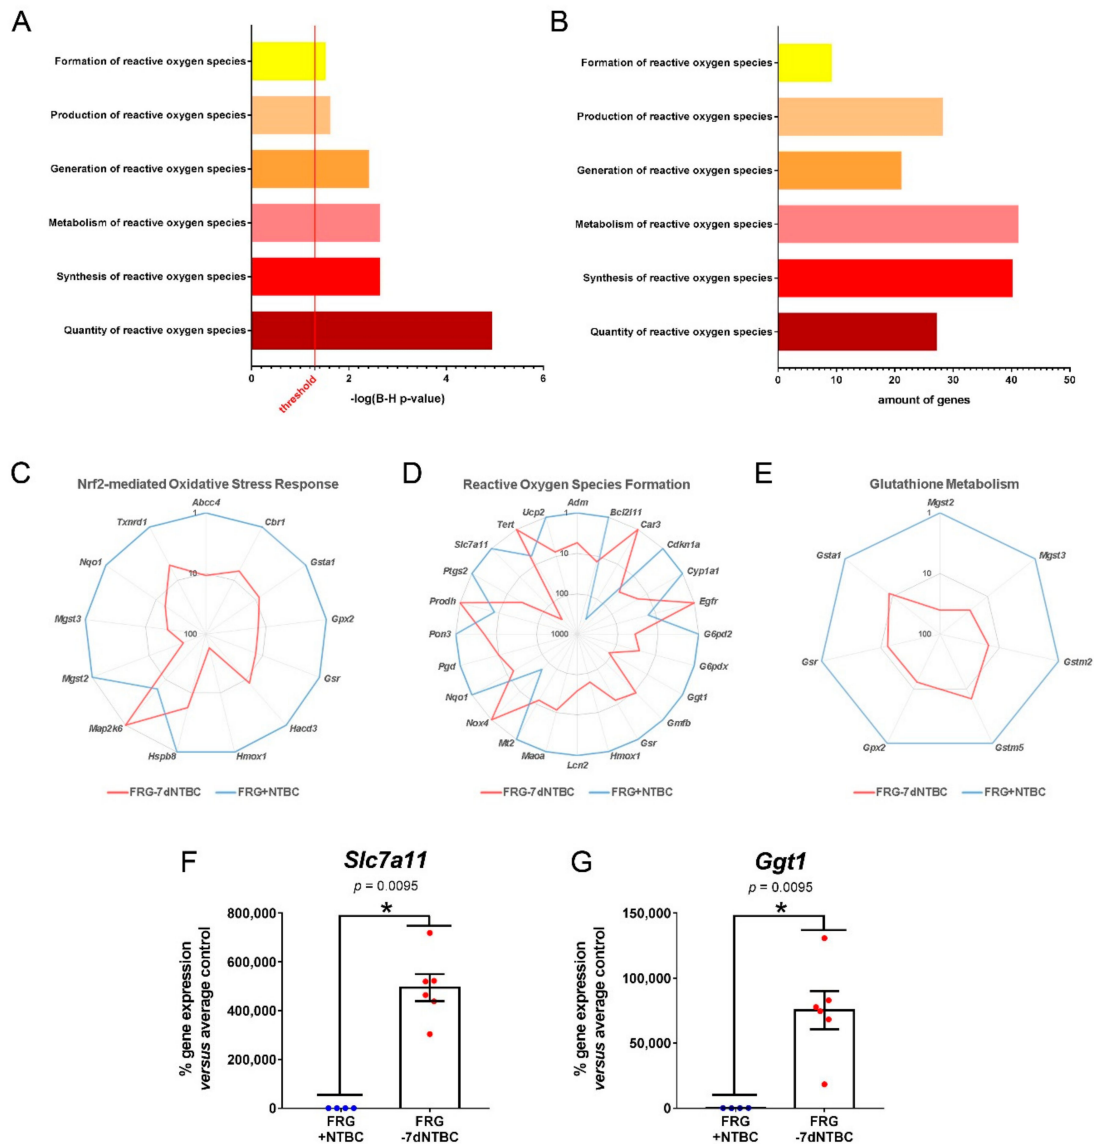 A
Formation of reactive oxygen species
Production of reactive oxygen species
Generation of reactive oxygen species
Metabolism of reactive oxygen species
Synthesis of reactive oxygen species
Quantity of reactive oxygen species
0
2
4
6
threshold
-log(B-H p-value)
B
Formation of reactive oxygen species
Production of reactive oxygen species
Generation of reactive oxygen species
Metabolism of reactive oxygen species
Synthesis of reactive oxygen species
Quantity of reactive oxygen species
0
10
20
30
40
50
amount of genes
C
Nrf2-mediated Oxidative Stress Response
Abcc4
Cbr1
Gsta1
Gpx2
Gsr
Hacd3
Hmox1
Hspb8
Map2k6
Mgst2
Mgst3
Nqo1
Txnrd1
1
10
100
FRG-7dNTBC
FRG+NTBC
D
Reactive Oxygen Species Formation
Adm
Bcl2l11
Car3
Cdkn1a
Cyp1a1
Egfr
G6pd2
G6pdx
Ggt1
Gmfb
Gsr
Hmox1
Lcn2
Maoa
Mt2
Nox4
Nqo1
Pgd
Pon3
Prodh
Ptgs2
Slc7a11
Tert
Ucp2
1
10
100
1000
FRG-7dNTBC
FRG+NTBC
E
Glutathione Metabolism
Mgst2
Mgst3
Gstm2
Gstm5
Gpx2
Gsr
Gsta1
1
10
100
FRG-7dNTBC
FRG+NTBC
F
Slc7a11
p = 0.0095
*
% gene expression
versus average control
800,000
600,000
400,000
200,000
0
FRG
+NTBC
FRG
-7dNTBC
G
Ggt1
p = 0.0095
*
% gene expression
versus average control
150,000
100,000
50,000
0
FRG
+NTBC
FRG
-7dNTBC